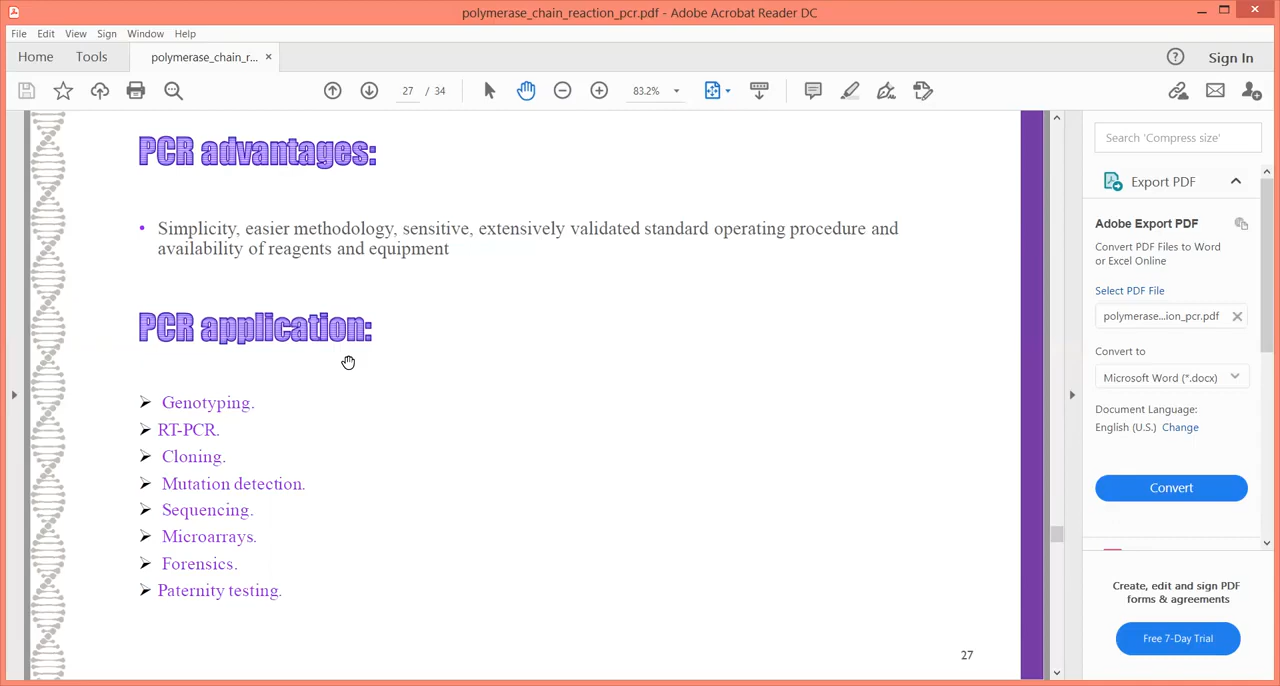 polymerase_chain_reaction_pcr.pdf - Adobe Acrobat Reader DC
File Edit View Sign Window Help
Home Tools polymerase_chain_r... × Sign In
27 / 34 83.2%
PCR advantages:
• Simplicity, easier methodology, sensitive, extensively validated standard operating procedure and
availability of reagents and equipment
PCR application:
➢ Genotyping.
➢ RT-PCR.
➢ Cloning.
➢ Mutation detection.
➢ Sequencing.
➢ Microarrays.
➢ Forensics.
➢ Paternity testing.
27
Search 'Compress size'
Export PDF
Adobe Export PDF
Convert PDF Files to Word
or Excel Online
Select PDF File
polymerase...ion_pcr.pdf
Convert to
Microsoft Word (*.docx)
Document Language:
English (U.S.) Change
Convert
Create, edit and sign PDF
forms & agreements
Free 7-Day Trial